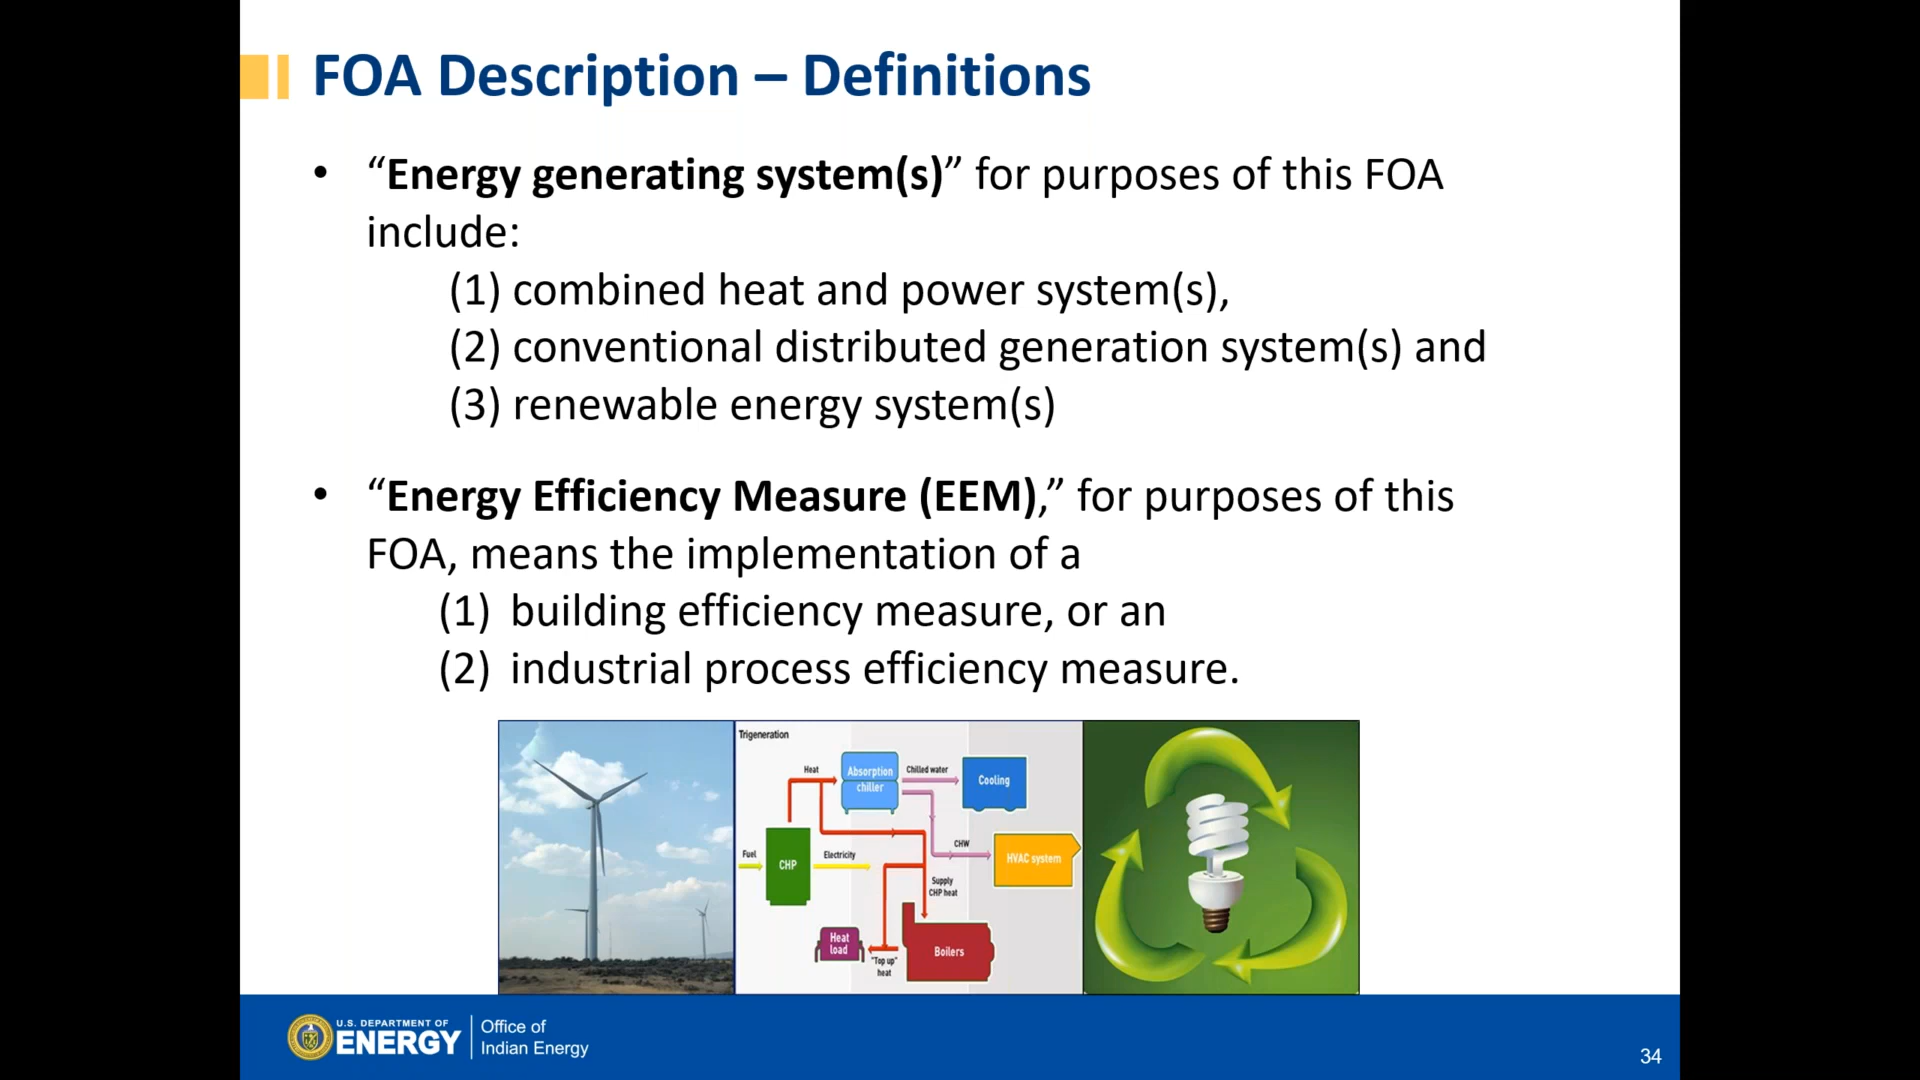 FOA Description – Definitions
• “Energy generating system(s)” for purposes of this FOA
include:
(1) combined heat and power system(s),
(2) conventional distributed generation system(s) and
(3) renewable energy system(s)
• “Energy Efficiency Measure (EEM),” for purposes of this
FOA, means the implementation of a
(1) building efficiency measure, or an
(2) industrial process efficiency measure.
Trigeneration
Heat
Absorption
chiller
Chilled water
Cooling
Fuel
CHP
Electricity
CHW
HVAC system
Supply
CHP heat
Heat
load
"Top up"
heat
Boilers
U.S. DEPARTMENT OF
ENERGY
Office of
Indian Energy
34